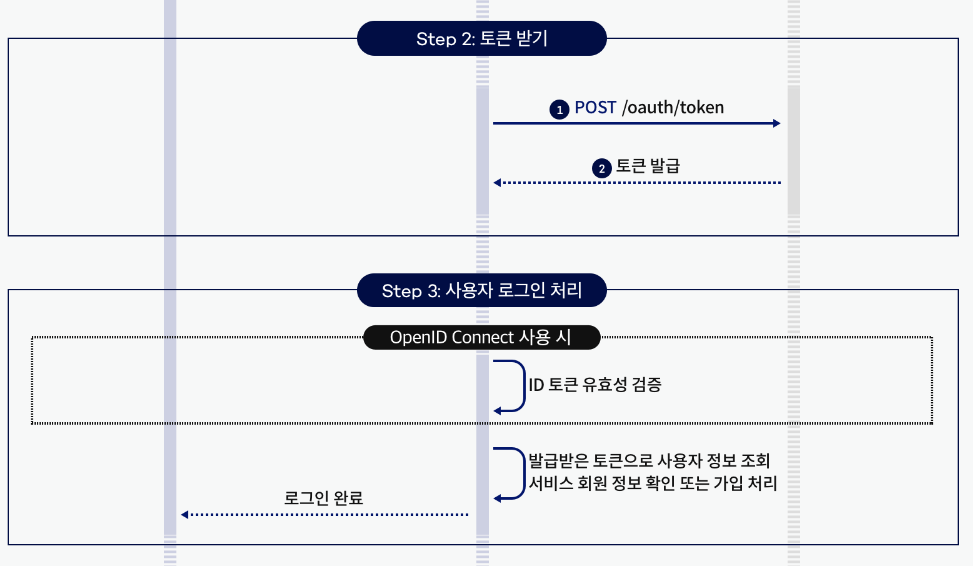 Step 2: 토큰 받기
1 POST /oauth/token
2 토큰 발급
Step 3: 사용자 로그인 처리
OpenID Connect 사용 시
ID 토큰 유효성 검증
발급받은 토큰으로 사용자 정보 조회
서비스 회원 정보 확인 또는 가입 처리
로그인 완료